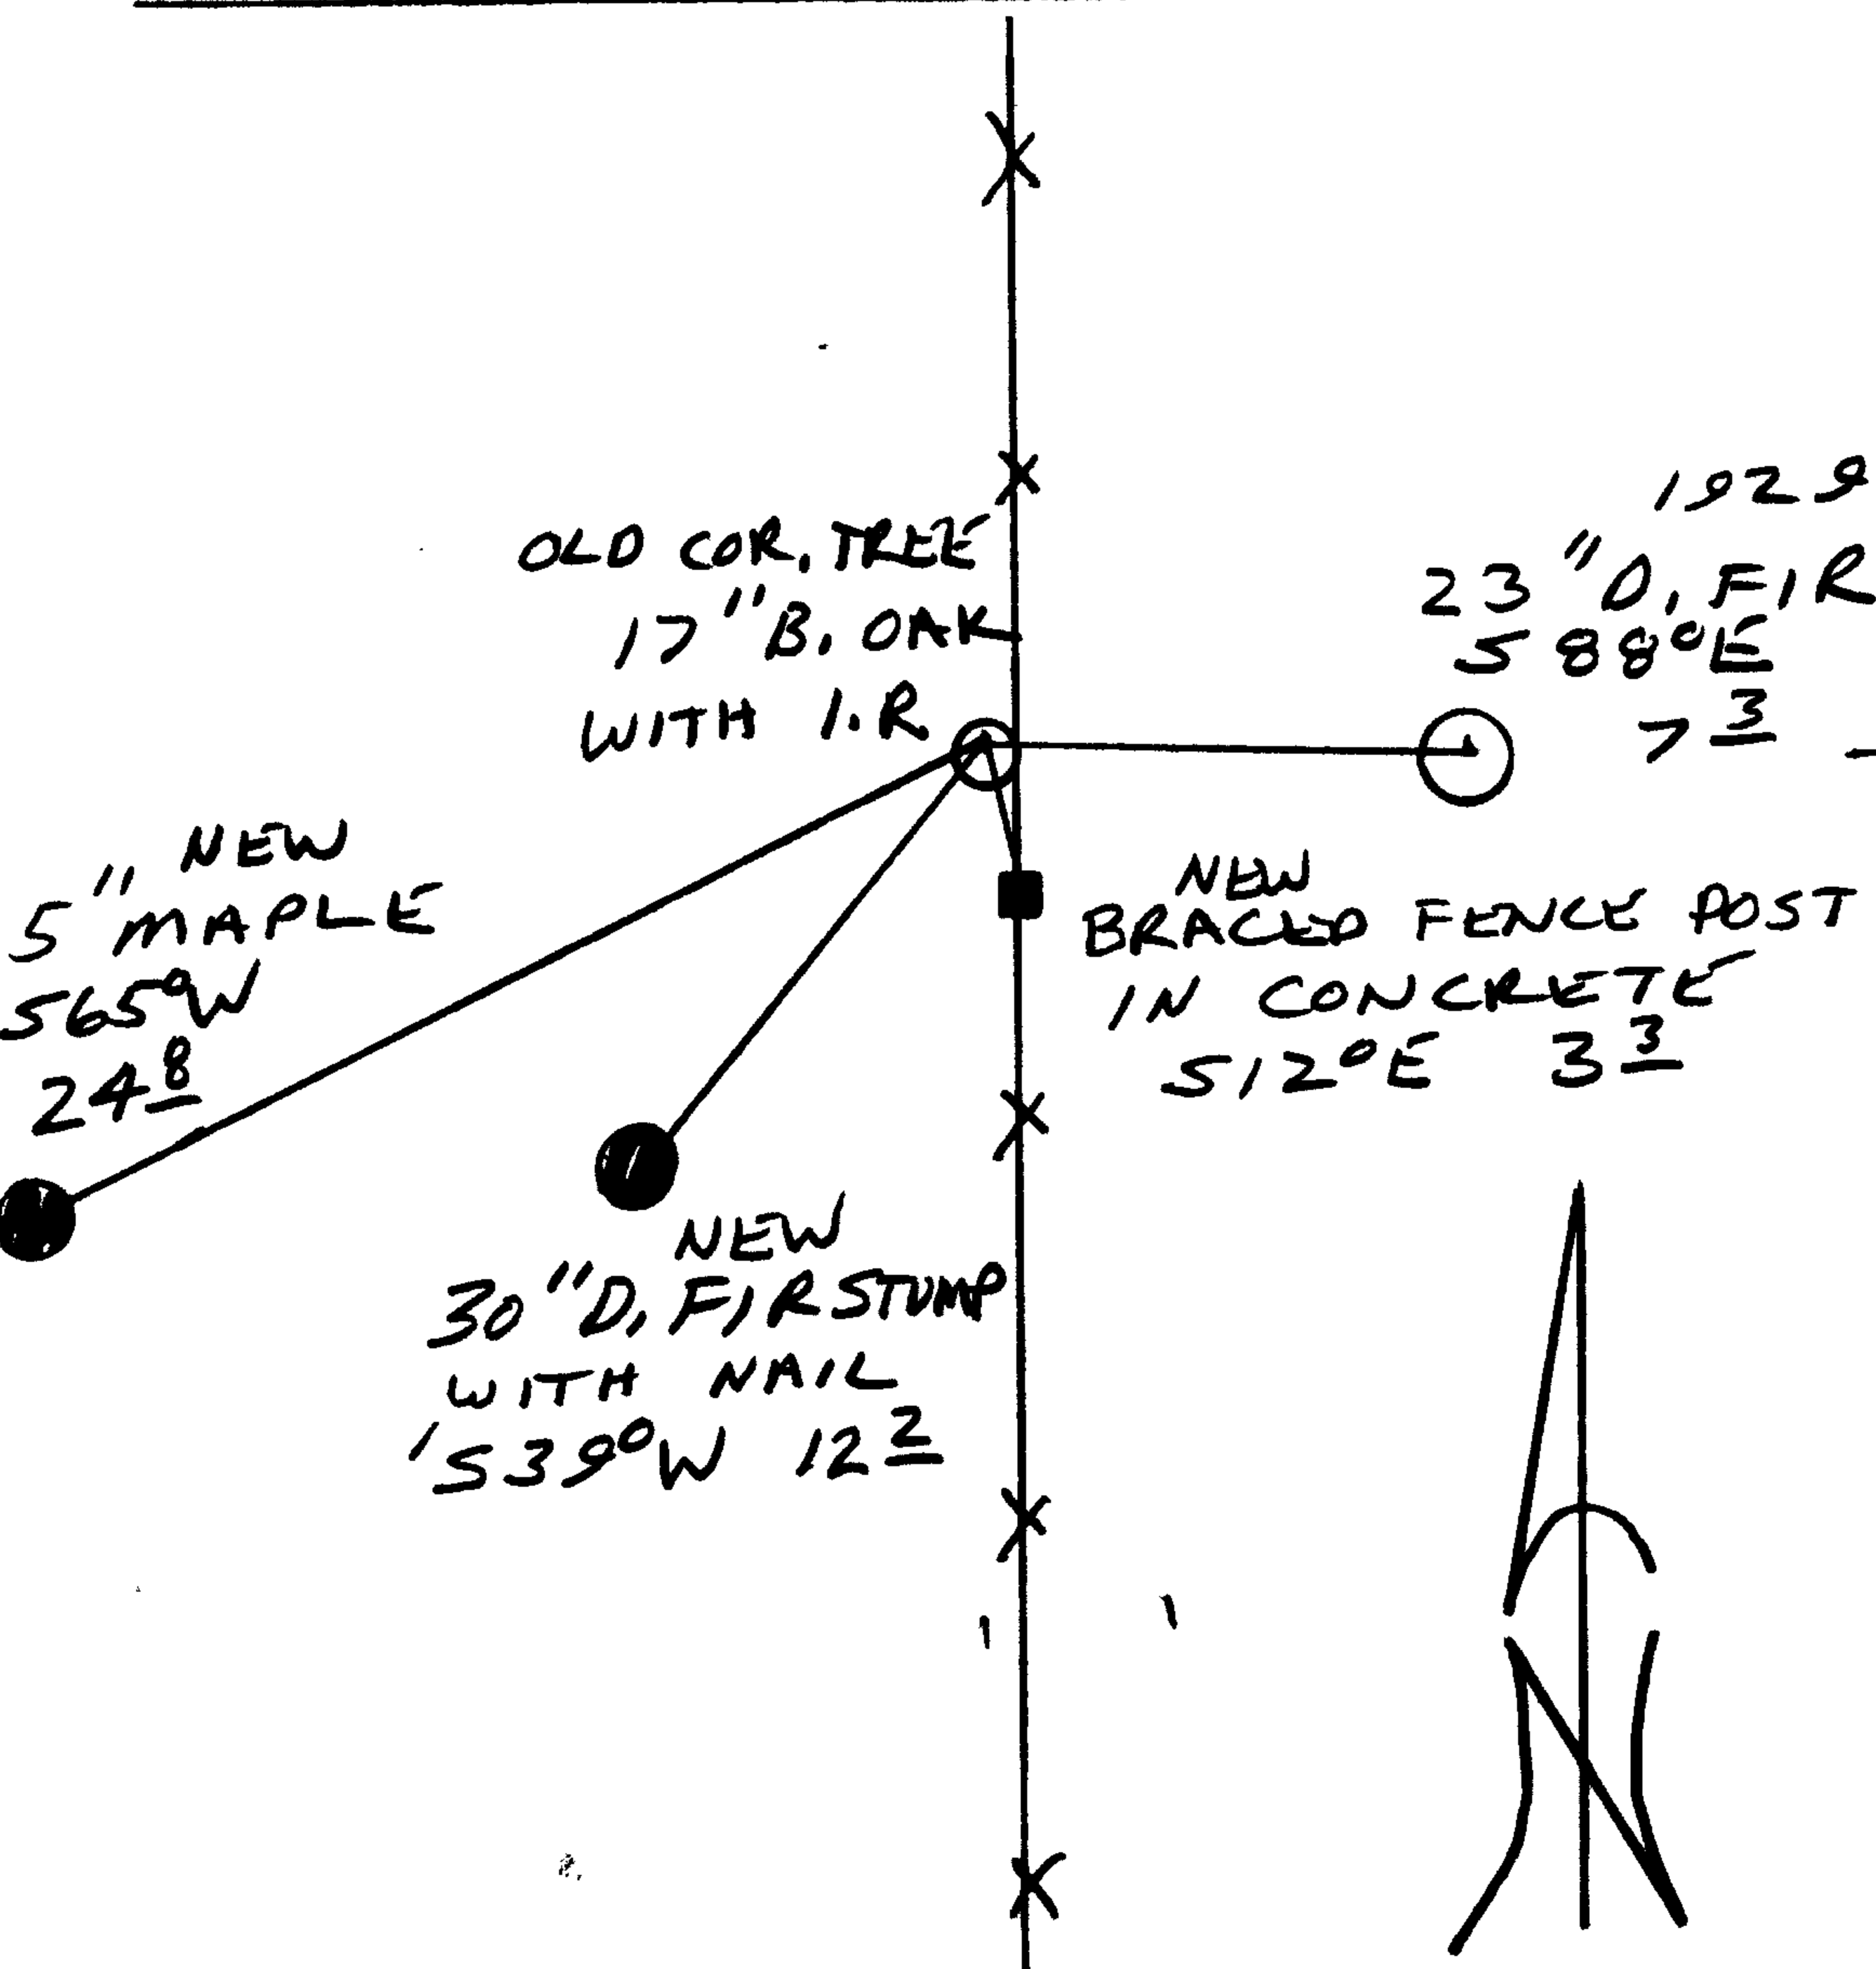 OLD COR. TREE
17" B. OAK
WITH I.R.
1929
23" D. FIR
S 88° E
7 3
NEW
5" MAPLE
S65°W
24 8
NEW
BRACED FENCE POST
IN CONCRETE
S12°E 3 3
NEW
30" D. FIR STUMP
WITH NAIL
S39°W 12 2
N